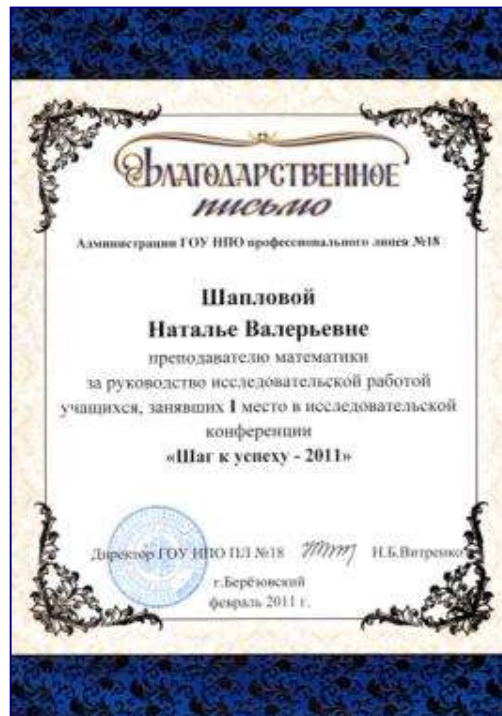 Благодарственное
письмо
Администрации ГОУ НПО профессионального лицея №18
Шапловой
Наталье Валерьевне
преподавателю математики
за руководство исследовательской работой
учащихся, занявших I место в исследовательской
конференции
«Шаг к успеху - 2011»
Директор ГОУ НПО ПЛ №18 Н.Б.Витренко
г.Берёзовский
февраль 2011 г.